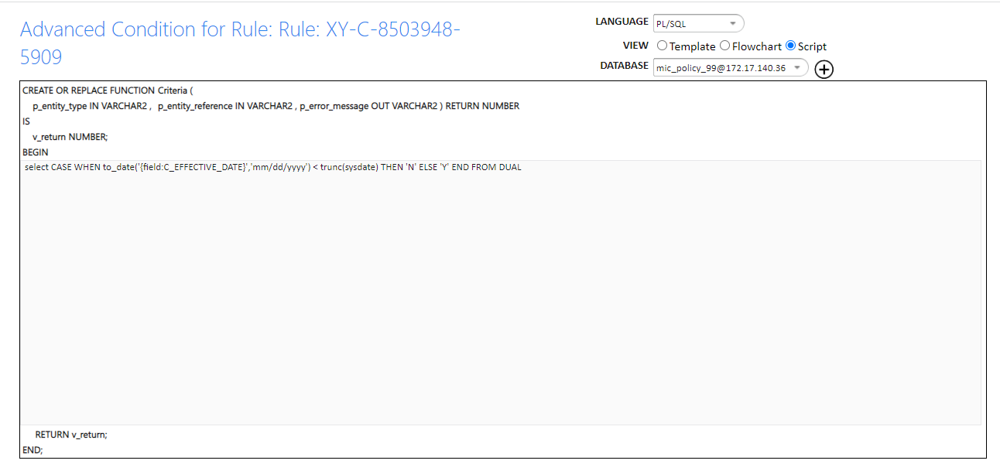 Advanced Condition for Rule: Rule: XY-C-8503948-
5909
LANGUAGE PL/SQL
VIEW Template Flowchart Script
DATABASE mic_policy_99@172.17.140.36
CREATE OR REPLACE FUNCTION Criteria (
p_entity_type IN VARCHAR2 , p_entity_reference IN VARCHAR2 , p_error_message OUT VARCHAR2 ) RETURN NUMBER
IS
v_return NUMBER;
BEGIN
select CASE WHEN to_date('{field:C_EFFECTIVE_DATE}','mm/dd/yyyy') < trunc(sysdate) THEN 'N' ELSE 'Y' END FROM DUAL
RETURN v_return;
END;